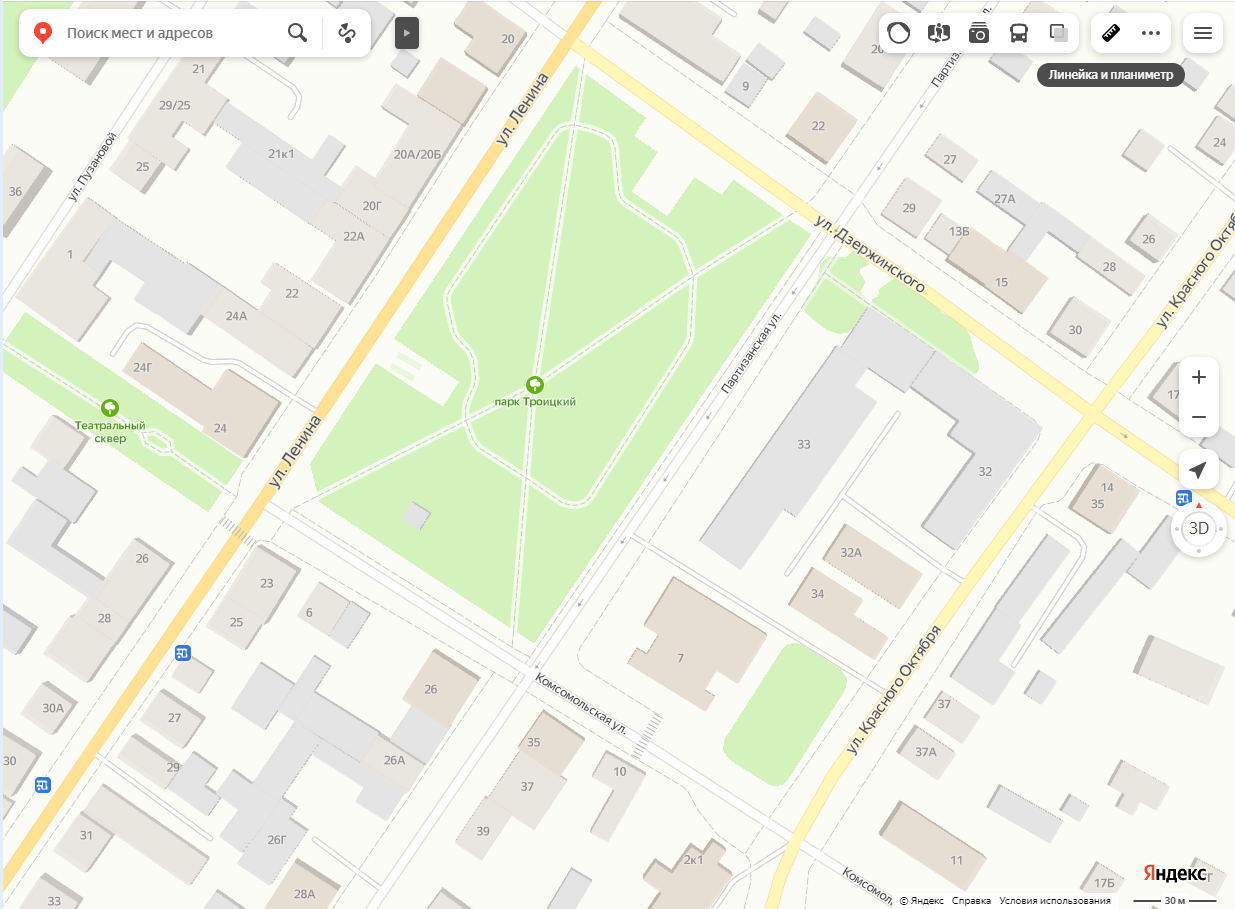 Поиск мест и адресов
Линейка и планиметр
20
21
29/25
9
22
24
20А/20Б
21к1
25
27
36
ул. Пузановой
ул. Ленина
27А
29
20Г
22А
13Б
26
ул. Дзержинского
1
28
15
ул. Красного Октяб
22
24А
30
Партизанская ул.
24Г
парк Троицкий
17
Театральный
сквер
24
ул. Ленина
33
32
14
35
3D
26
32А
23
34
28
6
25
7
ул. Красного Октября
26
Комсомольская ул.
30А
27
37
35
37А
30
29
26А
10
37
31
39
26Г
2к1
11
Комсомол.
17Б
Яндекс
28А
33
© Яндекс Справка Условия использования
30 м